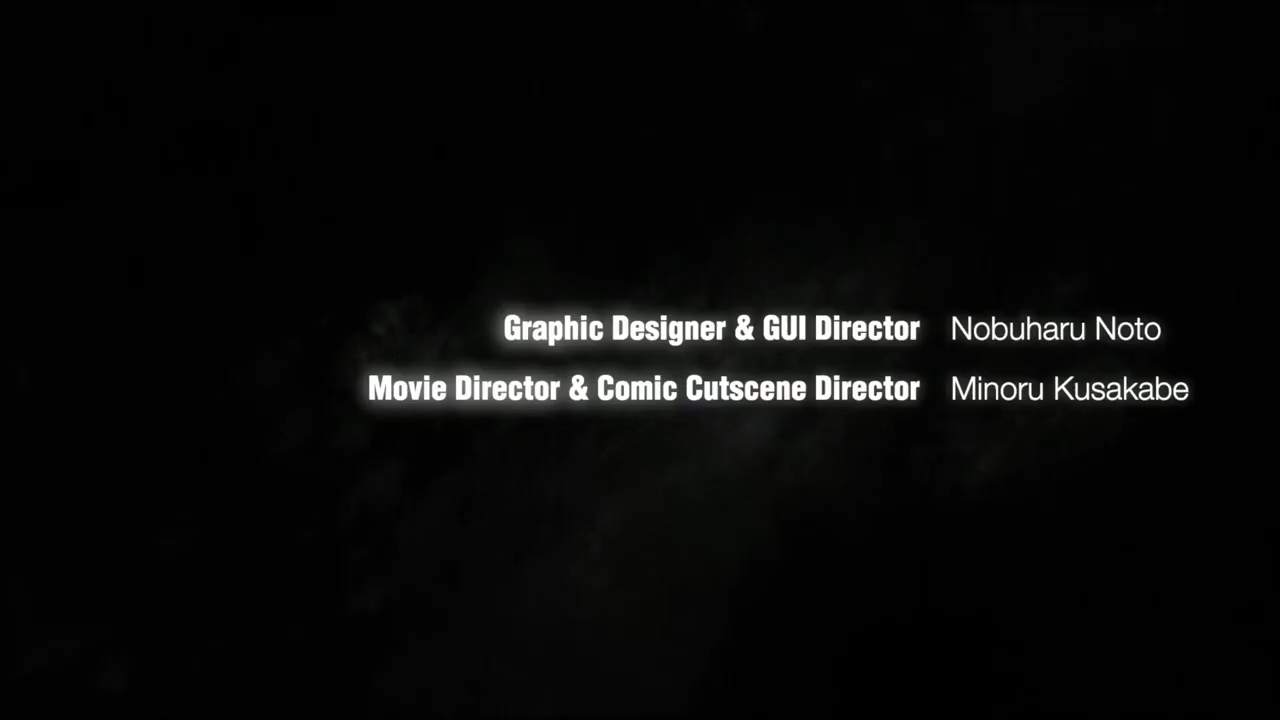 Graphic Designer & GUI Director Nobuharu Noto
Movie Director & Comic Cutscene Director Minoru Kusakabe